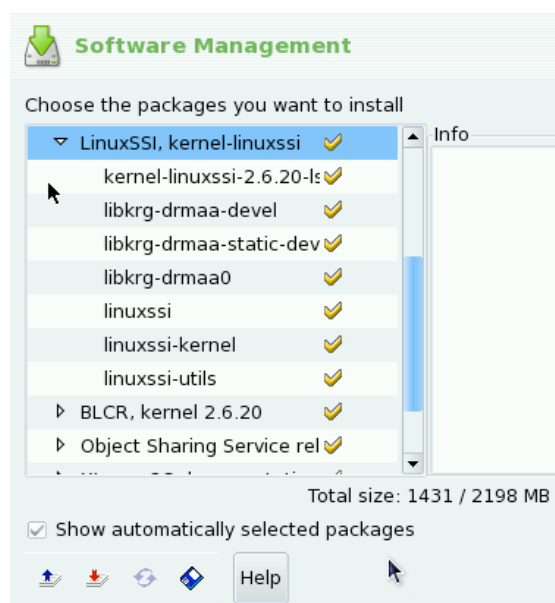 Software Management
Choose the packages you want to install
LinuxSSI, kernel-linuxssi
Info
kernel-linuxssi-2.6.20-ls
libkrg-drmaa-devel
libkrg-drmaa-static-dev
libkrg-drmaa0
linuxssi
linuxssi-kernel
linuxssi-utils
BLCR, kernel 2.6.20
Object Sharing Service rel
Total size: 1431 / 2198 MB
Show automatically selected packages
Help